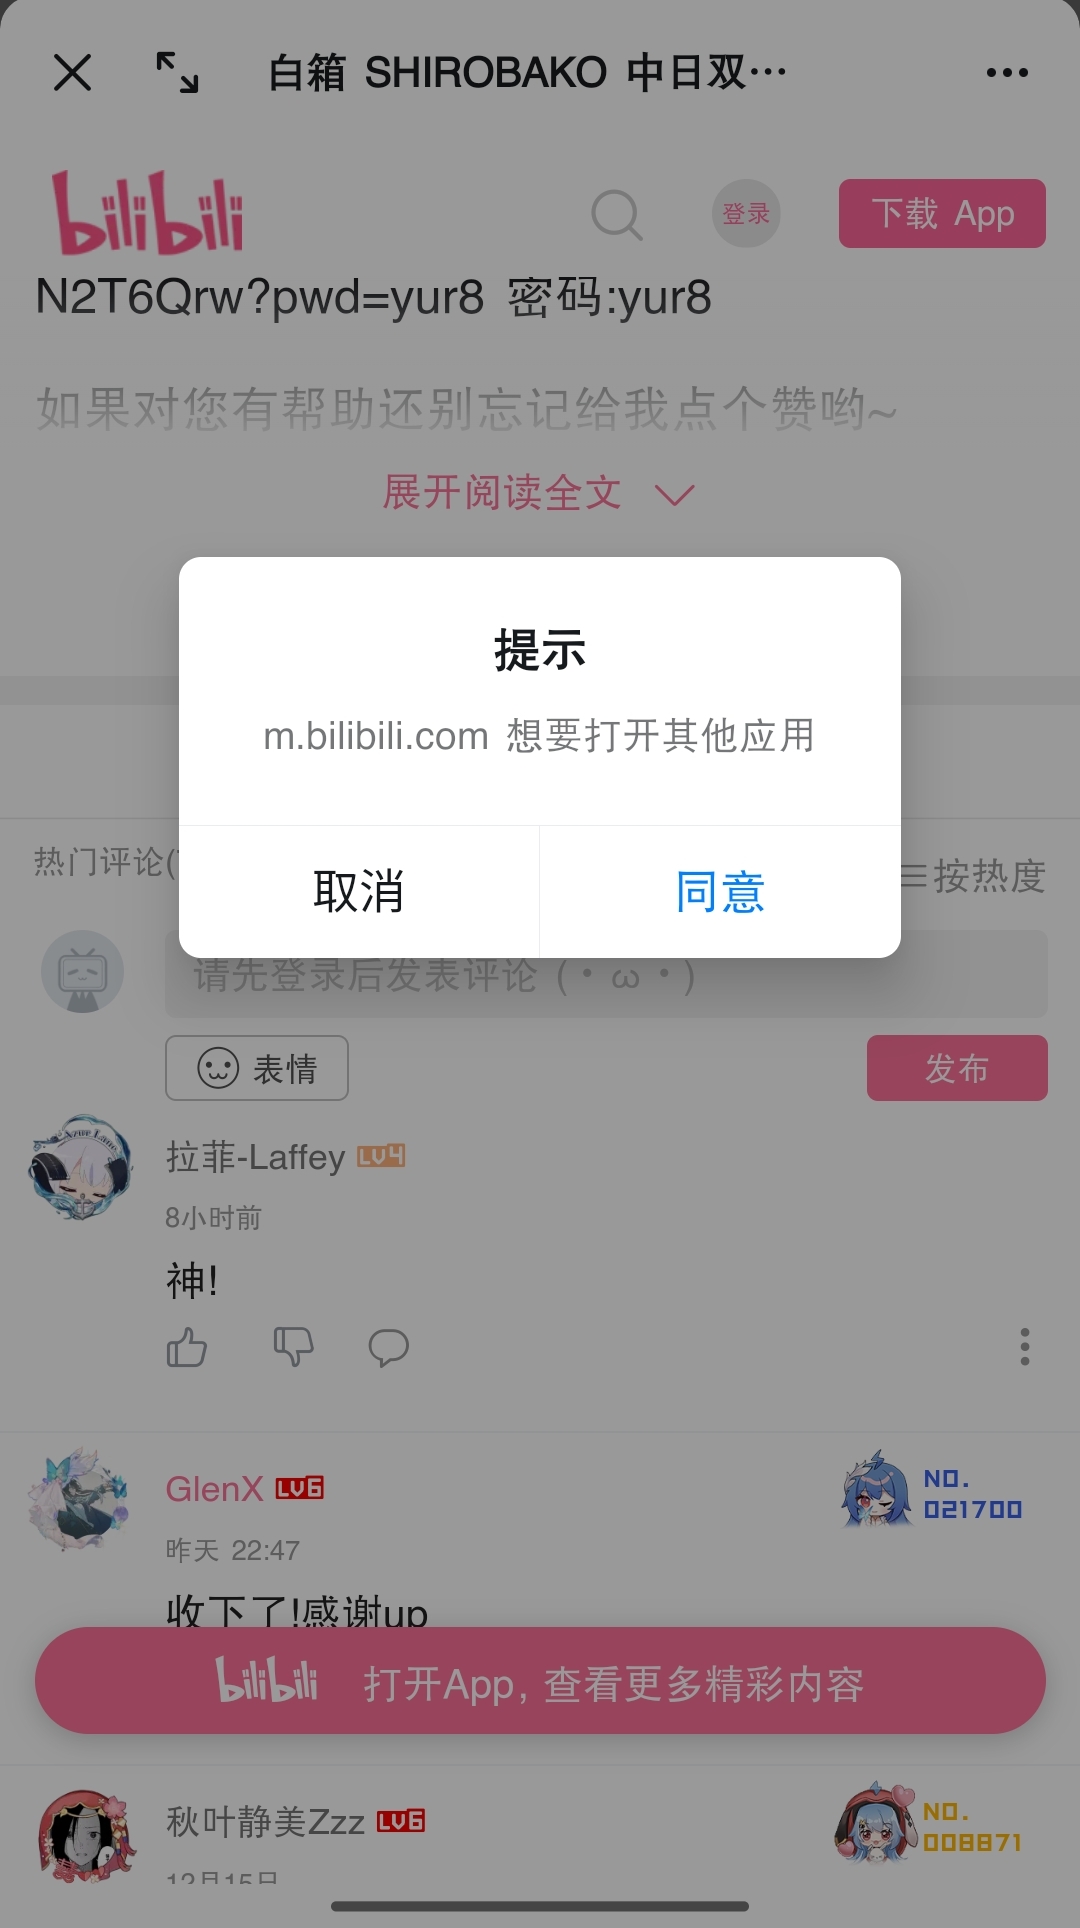 白箱 SHIROBAKO 中日双…
bilibili
登录
下载 App
N2T6Qrw?pwd=yur8 密码:yur8
如果对您有帮助还别忘记给我点个赞哟~
展开阅读全文
提示
m.bilibili.com 想要打开其他应用
取消
同意
热门评论(
按热度
请先登录后发表评论 (・ω・)
表情
发布
拉菲-Laffey LV4
8小时前
神!
GlenX LV6
NO.
021700
昨天 22:47
收下了!感谢up
bilibili 打开App, 查看更多精彩内容
秋叶静美Zzz LV6
NO.
008871
12月15日